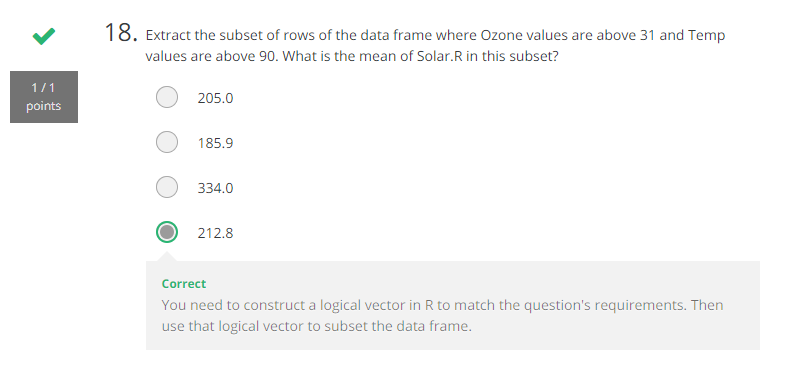 18. Extract the subset of rows of the data frame where Ozone values are above 31 and Temp
values are above 90. What is the mean of Solar.R in this subset?
1 / 1
points
205.0
185.9
334.0
212.8
Correct
You need to construct a logical vector in R to match the question's requirements. Then
use that logical vector to subset the data frame.